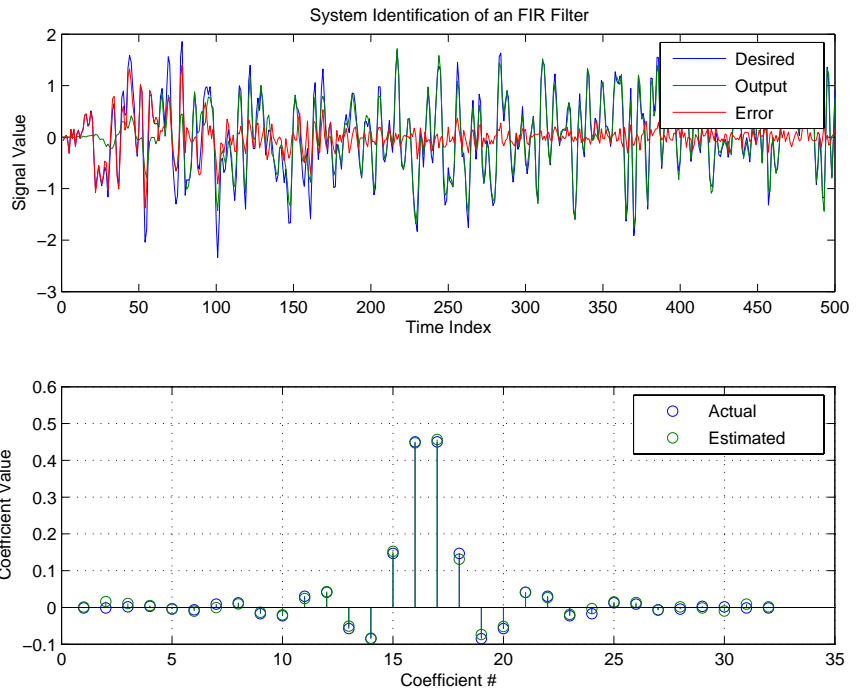 System Identification of an FIR Filter
2
1
0
−1
−2
−3
Signal Value
Desired
Output
Error
0 50 100 150 200 250 300 350 400 450 500
Time Index
0.6
0.5
0.4
0.3
0.2
0.1
0
−0.1
Coefficient Value
Actual
Estimated
0 5 10 15 20 25 30 35
Coefficient #